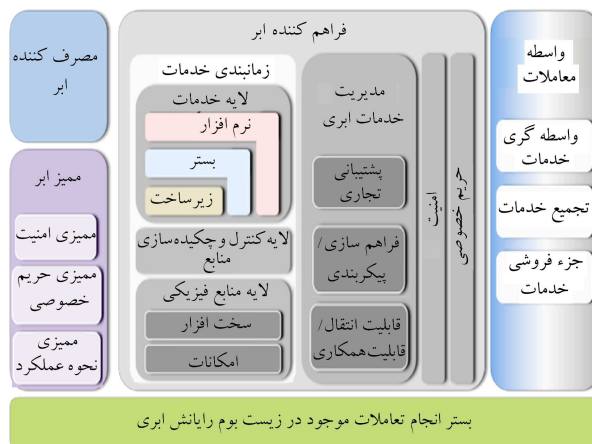 فراهم کننده ابر
واسطه
معاملات
واسطه گری
خدمات
تجمیع خدمات
جزء فروشی
خدمات
حریم خصوصی
امنیت
مدیریت
خدمات ابری
پشتیبانی
تجاری
فراهم سازی/
پیکربندی
قابلیت انتقال/
قابلیت همکاری
زمانبندی خدمات
لایه خدمات
نرم افزار
بستر
زیرساخت
لایه کنترل و چکیده‌سازی
منابع
لایه منابع فیزیکی
سخت افزار
امکانات
مصرف کننده
ابر
ممیز ابر
ممیزی امنیت
ممیزی حریم
خصوصی
ممیزی
نحوه عملکرد
بستر انجام تعاملات موجود در زیست بوم رایانش ابری